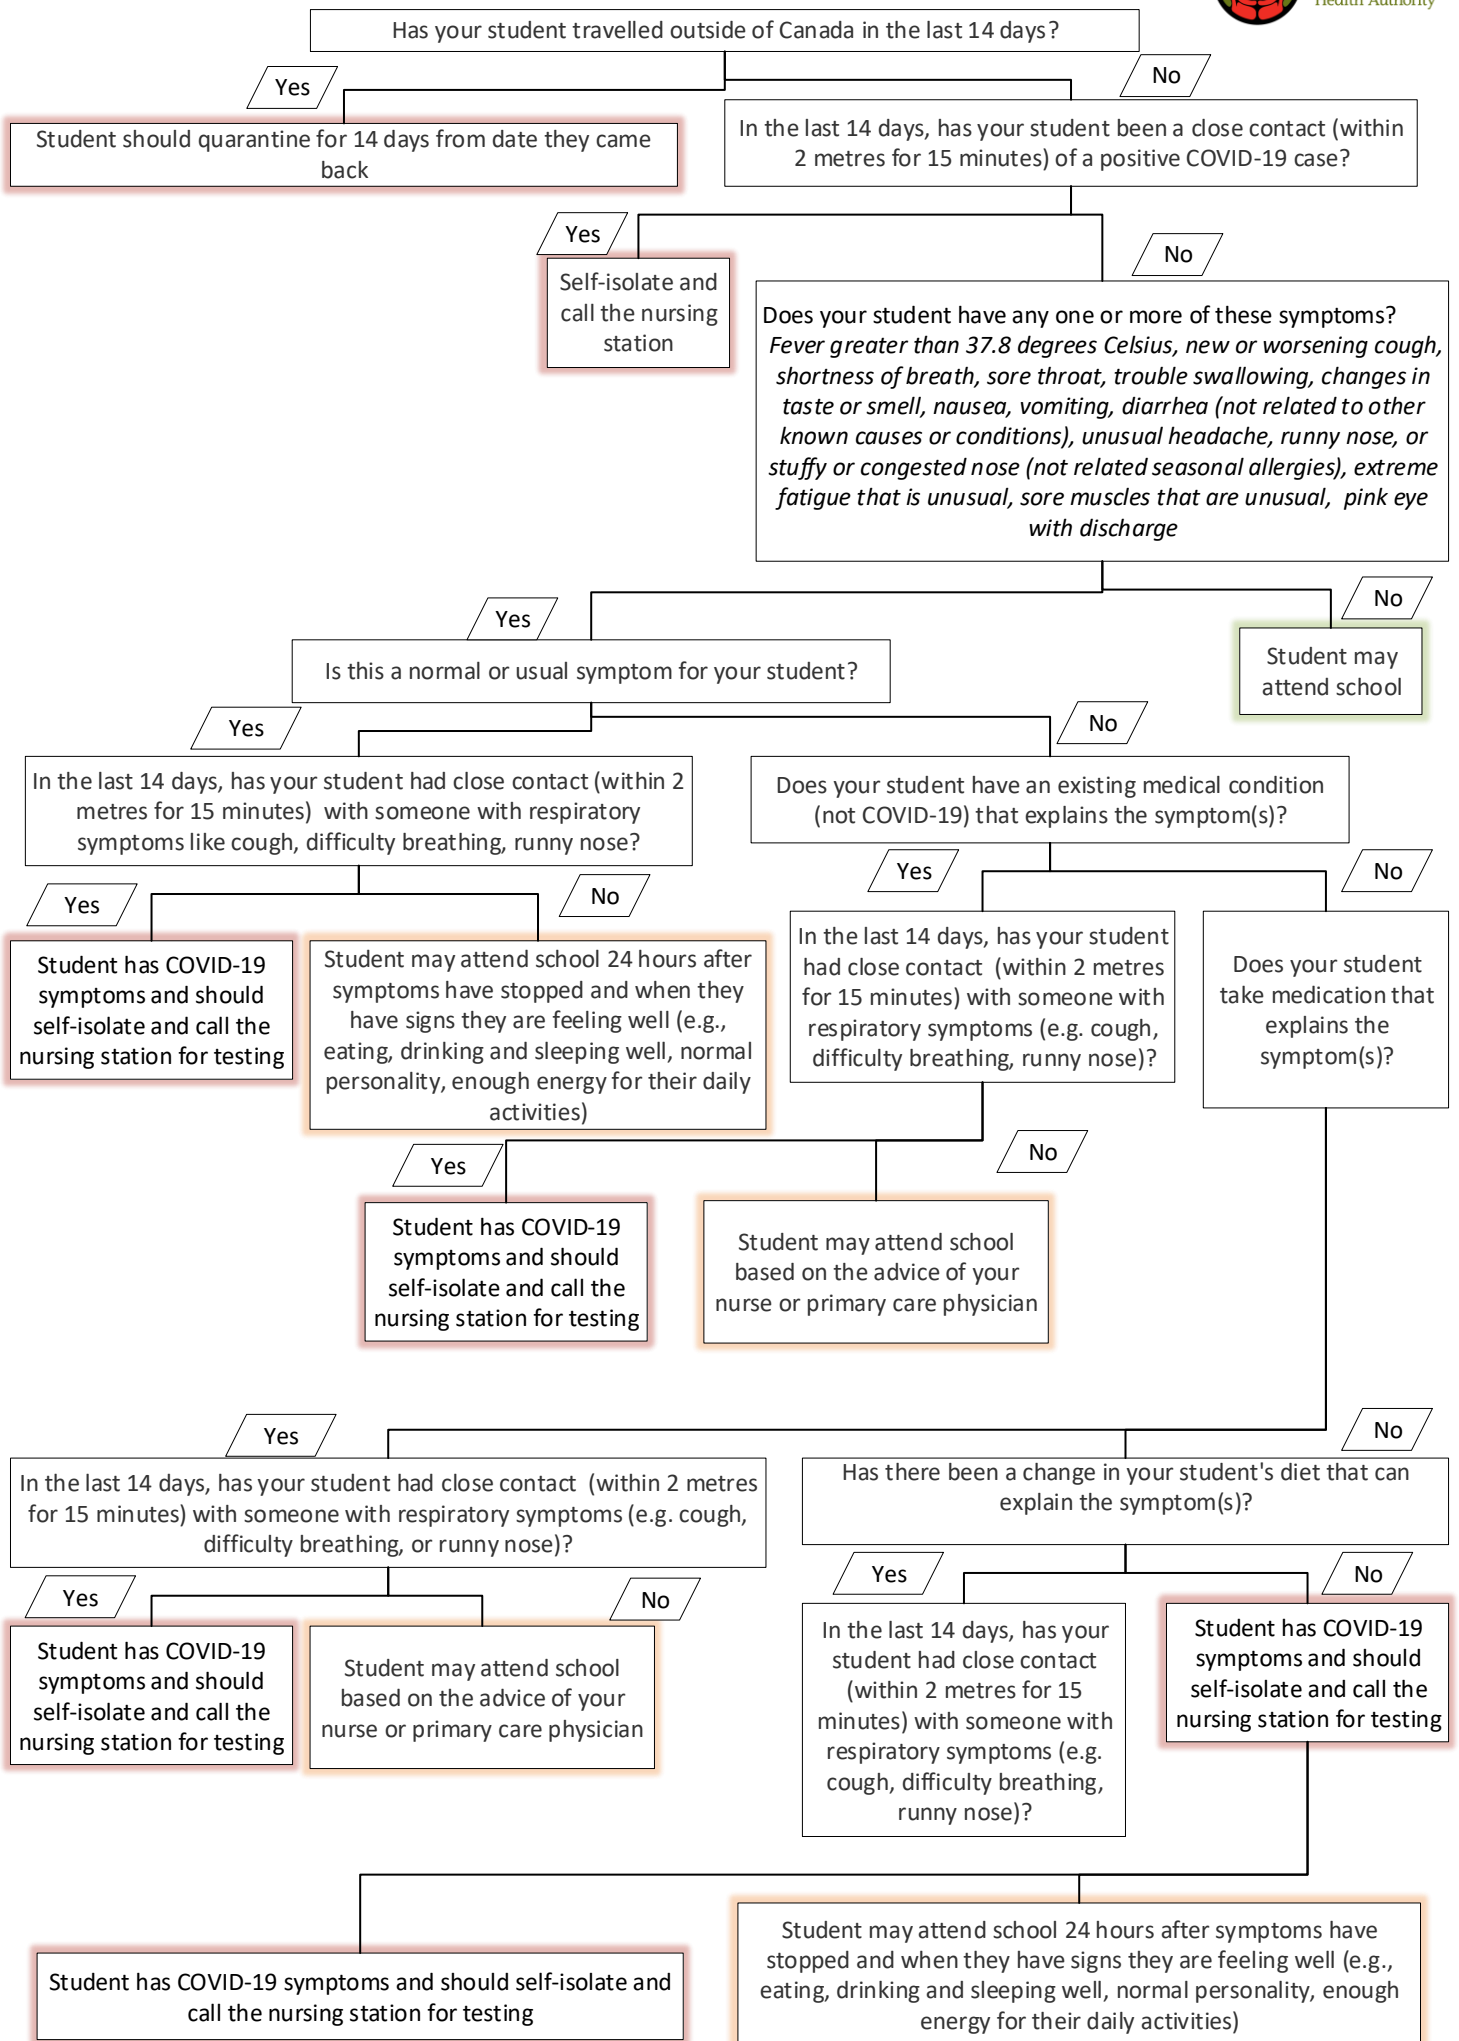 Health Authority
Has your student travelled outside of Canada in the last 14 days?
Yes
No
Student should quarantine for 14 days from date they came
back
In the last 14 days, has your student been a close contact (within
2 metres for 15 minutes) of a positive COVID-19 case?
Yes
No
Self-isolate and
call the nursing
station
Does your student have any one or more of these symptoms?
Fever greater than 37.8 degrees Celsius, new or worsening cough,
shortness of breath, sore throat, trouble swallowing, changes in
taste or smell, nausea, vomiting, diarrhea (not related to other
known causes or conditions), unusual headache, runny nose, or
stuffy or congested nose (not related seasonal allergies), extreme
fatigue that is unusual, sore muscles that are unusual, pink eye
with discharge
Yes
No
Is this a normal or usual symptom for your student?
Student may
attend school
Yes
No
In the last 14 days, has your student had close contact (within 2
metres for 15 minutes) with someone with respiratory
symptoms like cough, difficulty breathing, runny nose?
Does your student have an existing medical condition
(not COVID-19) that explains the symptom(s)?
Yes
No
Yes
No
Student has COVID-19
symptoms and should
self-isolate and call the
nursing station for testing
Student may attend school 24 hours after
symptoms have stopped and when they
have signs they are feeling well (e.g.,
eating, drinking and sleeping well, normal
personality, enough energy for their daily
activities)
In the last 14 days, has your student
had close contact (within 2 metres
for 15 minutes) with someone with
respiratory symptoms (e.g. cough,
difficulty breathing, runny nose)?
Does your student
take medication that
explains the
symptom(s)?
Yes
No
Student has COVID-19
symptoms and should
self-isolate and call the
nursing station for testing
Student may attend school
based on the advice of your
nurse or primary care physician
Yes
No
In the last 14 days, has your student had close contact (within 2 metres
for 15 minutes) with someone with respiratory symptoms (e.g. cough,
difficulty breathing, or runny nose)?
Has there been a change in your student's diet that can
explain the symptom(s)?
Yes
No
Yes
No
Student has COVID-19
symptoms and should
self-isolate and call the
nursing station for testing
Student may attend school
based on the advice of your
nurse or primary care physician
In the last 14 days, has your
student had close contact
(within 2 metres for 15
minutes) with someone with
respiratory symptoms (e.g.
cough, difficulty breathing,
runny nose)?
Student has COVID-19
symptoms and should
self-isolate and call the
nursing station for testing
Student has COVID-19 symptoms and should self-isolate and
call the nursing station for testing
Student may attend school 24 hours after symptoms have
stopped and when they have signs they are feeling well (e.g.,
eating, drinking and sleeping well, normal personality, enough
energy for their daily activities)